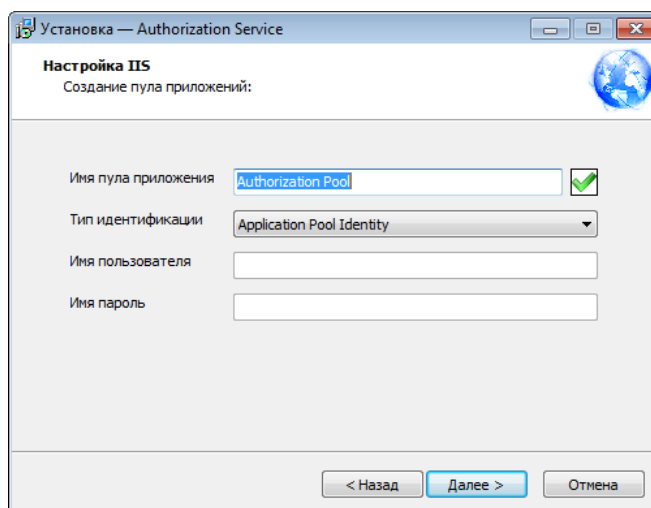 Установка — Authorization Service
Настройка IIS
Создание пула приложений:
Имя пула приложения
Authorization Pool
Тип идентификации
Application Pool Identity
Имя пользователя
Имя пароль
< Назад
Далее >
Отмена